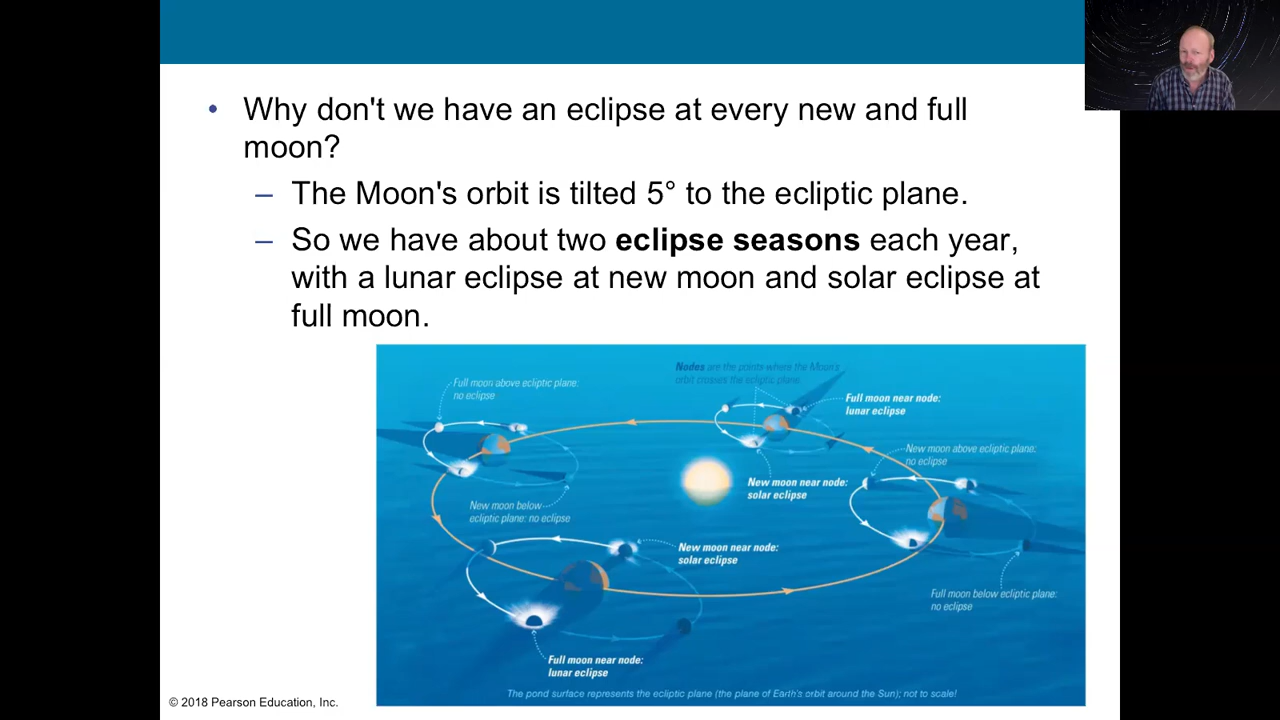 • Why don't we have an eclipse at every new and full
moon?
– The Moon's orbit is tilted 5° to the ecliptic plane.
– So we have about two eclipse seasons each year,
with a lunar eclipse at new moon and solar eclipse at
full moon.
Nodes are the points where the Moon's
orbit crosses the ecliptic plane.
Full moon above ecliptic plane:
no eclipse
Full moon near node:
lunar eclipse
New moon above ecliptic plane:
no eclipse
New moon near node:
solar eclipse
New moon below
ecliptic plane: no eclipse
New moon near node:
solar eclipse
Full moon below ecliptic plane:
no eclipse
Full moon near node:
lunar eclipse
The pond surface represents the ecliptic plane (the plane of Earth's orbit around the Sun); not to scale!
© 2018 Pearson Education, Inc.